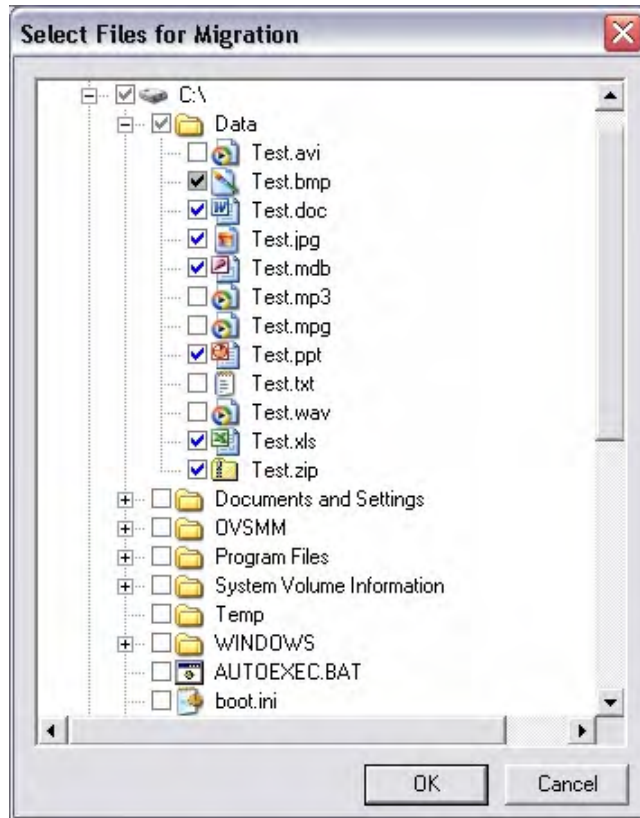 Select Files for Migration
C:\
Data
Test.avi
Test.bmp
Test.doc
Test.jpg
Test.mdb
Test.mp3
Test.mpg
Test.ppt
Test.txt
Test.wav
Test.xls
Test.zip
Documents and Settings
OVSMM
Program Files
System Volume Information
Temp
WINDOWS
AUTOEXEC.BAT
boot.ini
OK
Cancel